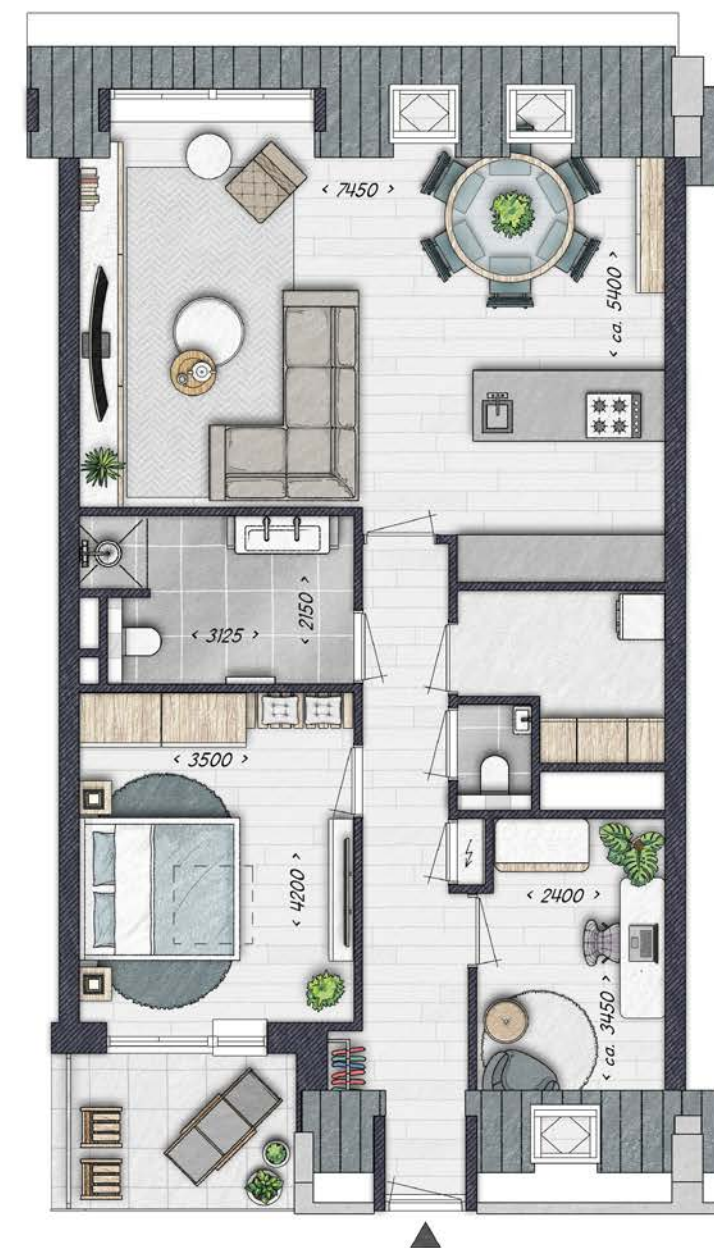 ‹ 7450 ›
‹ ca. 5400 ›
‹ 3125 ›
‹ 2150 ›
‹ 3500 ›
‹ 4200 ›
‹ 2400 ›
‹ ca. 3450 ›